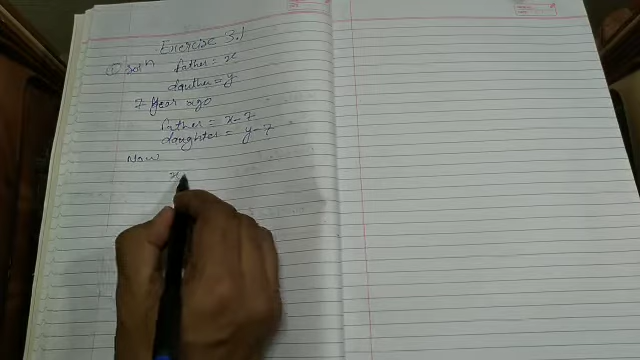 Exercise 3.1
① Solⁿ father = x
dauther = y
7 year ago
father = x-7
daughter = y-7
Now
x